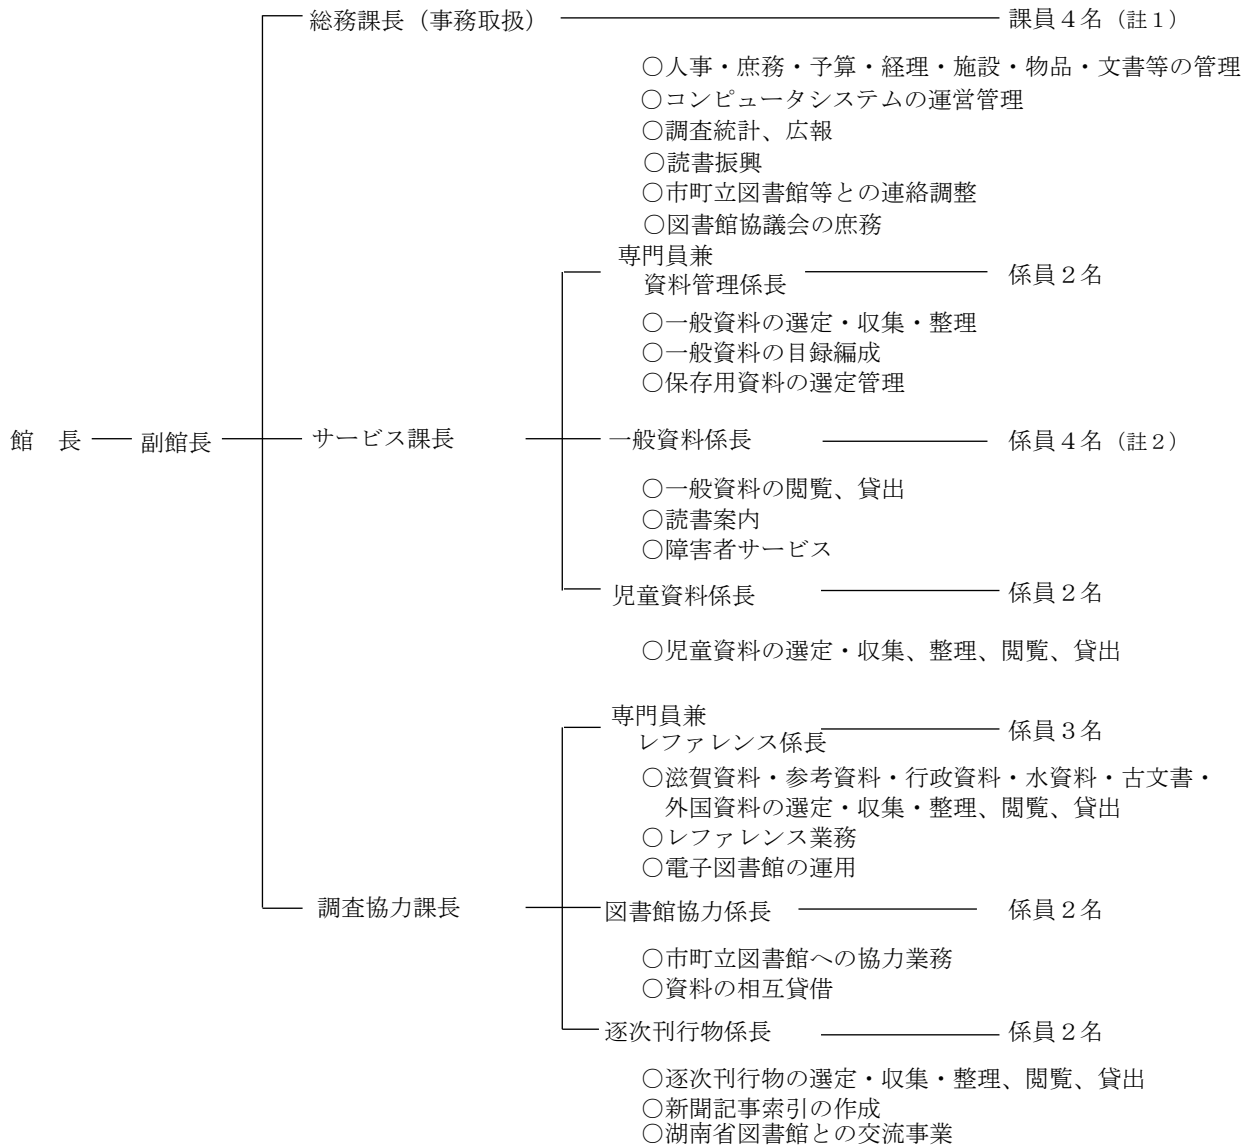 総務課長（事務取扱） 課員４名（註１）
○人事・庶務・予算・経理・施設・物品・文書等の管理
○コンピュータシステムの運営管理
○調査統計、広報
○読書振興
○市町立図書館等との連絡調整
○図書館協議会の庶務
専門員兼
資料管理係長 係員２名
○一般資料の選定・収集・整理
○一般資料の目録編成
○保存用資料の選定管理
館　長 副館長 サービス課長 一般資料係長 係員４名（註２）
○一般資料の閲覧、貸出
○読書案内
○障害者サービス
児童資料係長 係員２名
○児童資料の選定・収集、整理、閲覧、貸出
専門員兼
レファレンス係長 係員３名
○滋賀資料・参考資料・行政資料・水資料・古文書・
外国資料の選定・収集・整理、閲覧、貸出
○レファレンス業務
○電子図書館の運用
調査協力課長 図書館協力係長 係員２名
○市町立図書館への協力業務
○資料の相互貸借
逐次刊行物係長 係員２名
○逐次刊行物の選定・収集・整理、閲覧、貸出
○新聞記事索引の作成
○湖南省図書館との交流事業